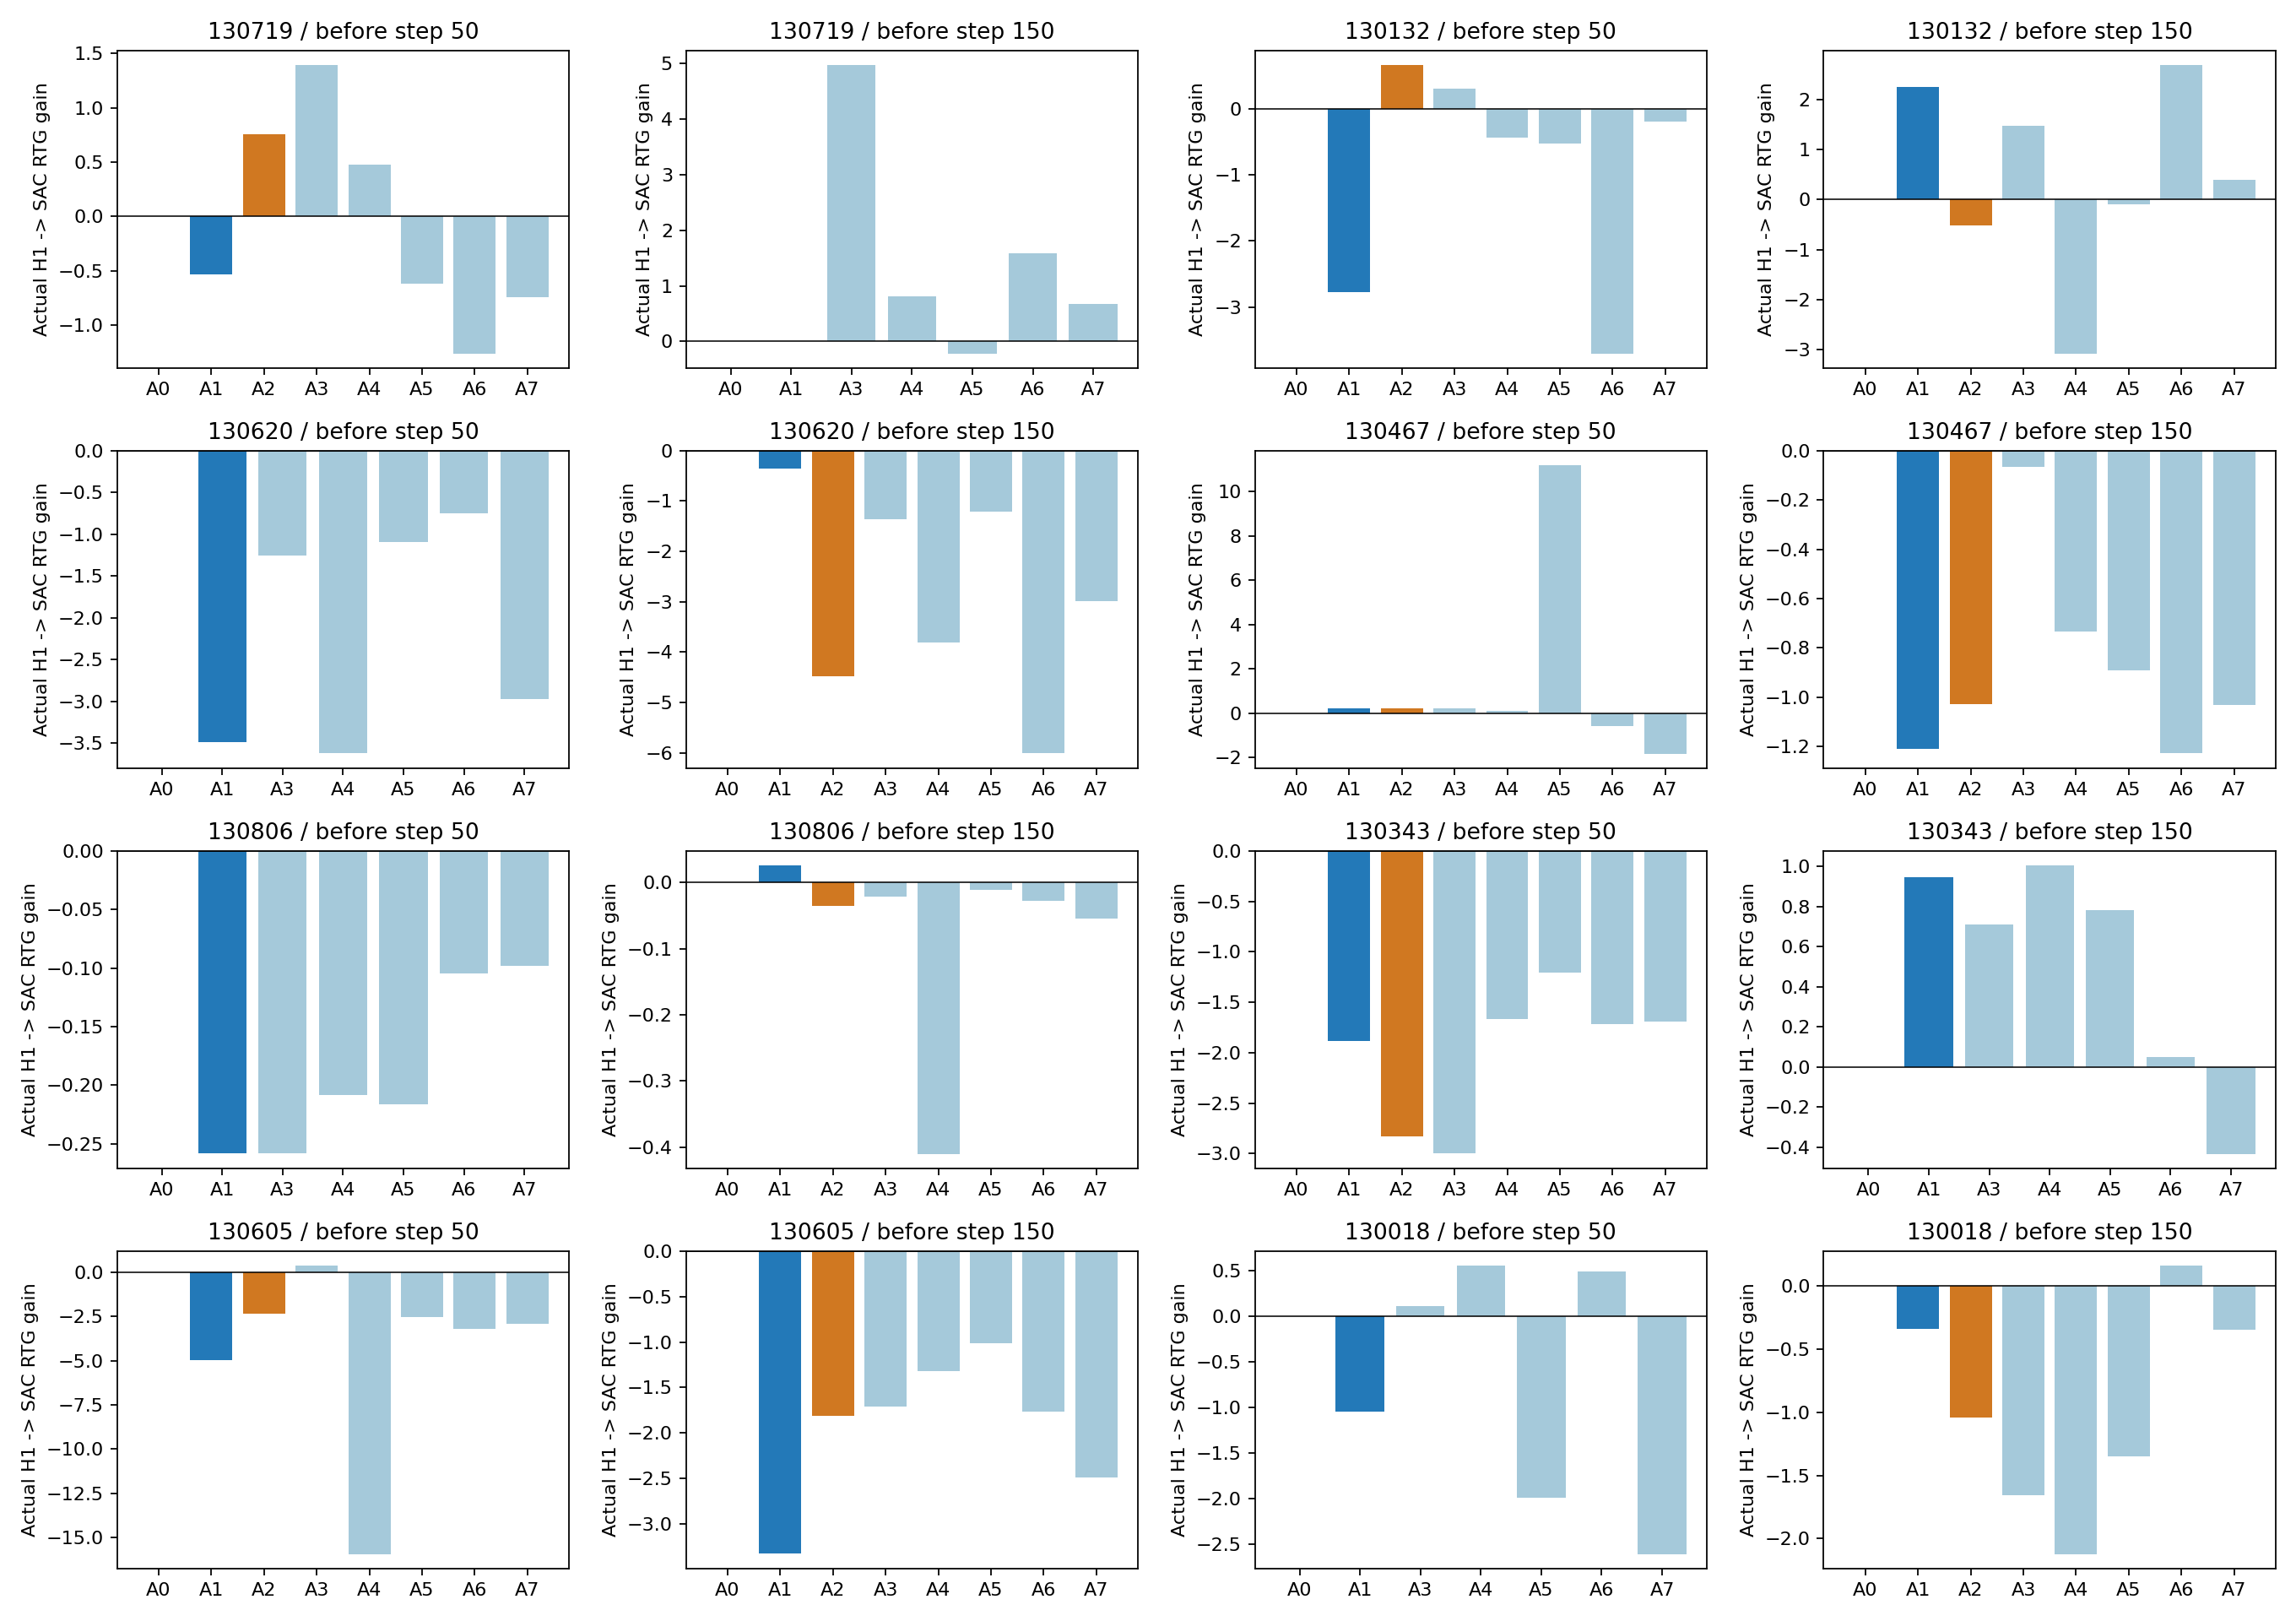 130719 / before step 50
Actual H1 -> SAC RTG gain
1.5
1.0
0.5
0.0
−0.5
−1.0
A0 A1 A2 A3 A4 A5 A6 A7
130719 / before step 150
Actual H1 -> SAC RTG gain
5
4
3
2
1
0
A0 A1 A3 A4 A5 A6 A7
130132 / before step 50
Actual H1 -> SAC RTG gain
0
−1
−2
−3
A0 A1 A2 A3 A4 A5 A6 A7
130132 / before step 150
Actual H1 -> SAC RTG gain
2
1
0
−1
−2
−3
A0 A1 A2 A3 A4 A5 A6 A7
130620 / before step 50
Actual H1 -> SAC RTG gain
0.0
−0.5
−1.0
−1.5
−2.0
−2.5
−3.0
−3.5
A0 A1 A3 A4 A5 A6 A7
130620 / before step 150
Actual H1 -> SAC RTG gain
0
−1
−2
−3
−4
−5
−6
A0 A1 A2 A3 A4 A5 A6 A7
130467 / before step 50
Actual H1 -> SAC RTG gain
10
8
6
4
2
0
−2
A0 A1 A2 A3 A4 A5 A6 A7
130467 / before step 150
Actual H1 -> SAC RTG gain
0.0
−0.2
−0.4
−0.6
−0.8
−1.0
−1.2
A0 A1 A2 A3 A4 A5 A6 A7
130806 / before step 50
Actual H1 -> SAC RTG gain
0.00
−0.05
−0.10
−0.15
−0.20
−0.25
A0 A1 A3 A4 A5 A6 A7
130806 / before step 150
Actual H1 -> SAC RTG gain
0.0
−0.1
−0.2
−0.3
−0.4
A0 A1 A2 A3 A4 A5 A6 A7
130343 / before step 50
Actual H1 -> SAC RTG gain
0.0
−0.5
−1.0
−1.5
−2.0
−2.5
−3.0
A0 A1 A2 A3 A4 A5 A6 A7
130343 / before step 150
Actual H1 -> SAC RTG gain
1.0
0.8
0.6
0.4
0.2
0.0
−0.2
−0.4
A0 A1 A3 A4 A5 A6 A7
130605 / before step 50
Actual H1 -> SAC RTG gain
0.0
−2.5
−5.0
−7.5
−10.0
−12.5
−15.0
A0 A1 A2 A3 A4 A5 A6 A7
130605 / before step 150
Actual H1 -> SAC RTG gain
0.0
−0.5
−1.0
−1.5
−2.0
−2.5
−3.0
A0 A1 A2 A3 A4 A5 A6 A7
130018 / before step 50
Actual H1 -> SAC RTG gain
0.5
0.0
−0.5
−1.0
−1.5
−2.0
−2.5
A0 A1 A3 A4 A5 A6 A7
130018 / before step 150
Actual H1 -> SAC RTG gain
0.0
−0.5
−1.0
−1.5
−2.0
A0 A1 A2 A3 A4 A5 A6 A7